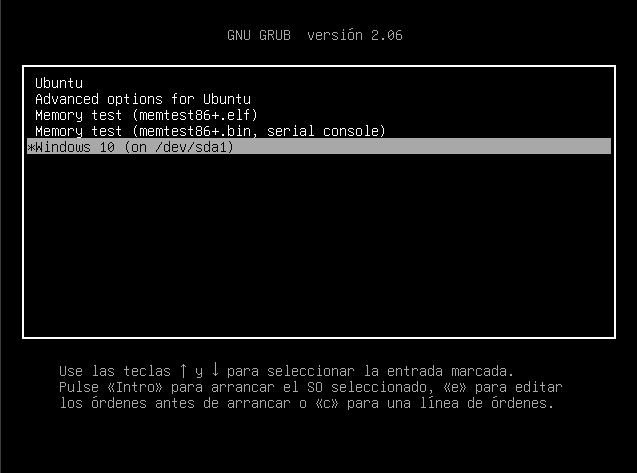 GNU GRUB  versión 2.06
Ubuntu
Advanced options for Ubuntu
Memory test (memtest86+.elf)
Memory test (memtest86+.bin, serial console)
*Windows 10 (on /dev/sda1)
Use las teclas ↑ y ↓ para seleccionar la entrada marcada.
Pulse «Intro» para arrancar el SO seleccionado, «e» para editar
los órdenes antes de arrancar o «c» para una línea de órdenes.